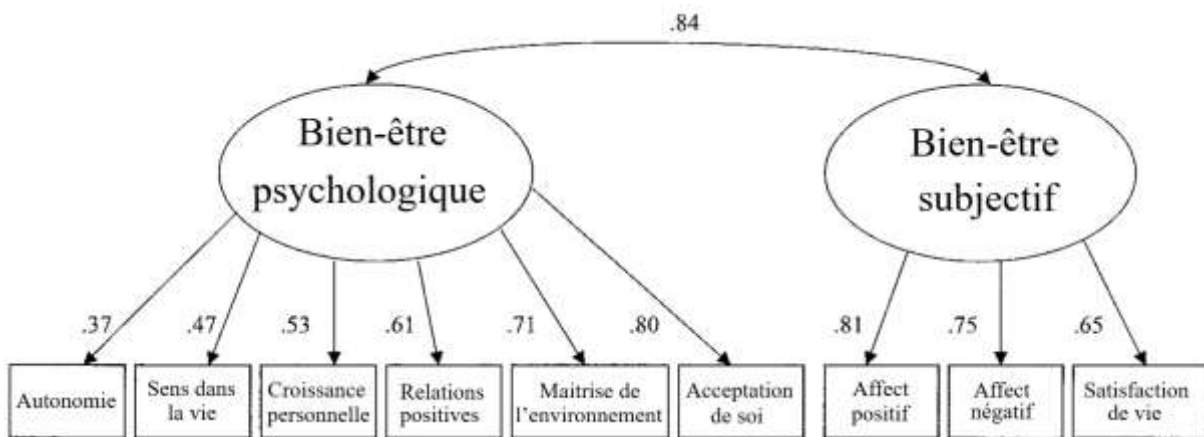 .84
Bien-être
psychologique
Bien-être
subjectif
.37
.47
.53
.61
.71
.80
.81
.75
.65
Autonomie
Sens dans
la vie
Croissance
personnelle
Relations
positives
Maitrise de
l'environnement
Acceptation
de soi
Affect
positif
Affect
négatif
Satisfaction
de vie